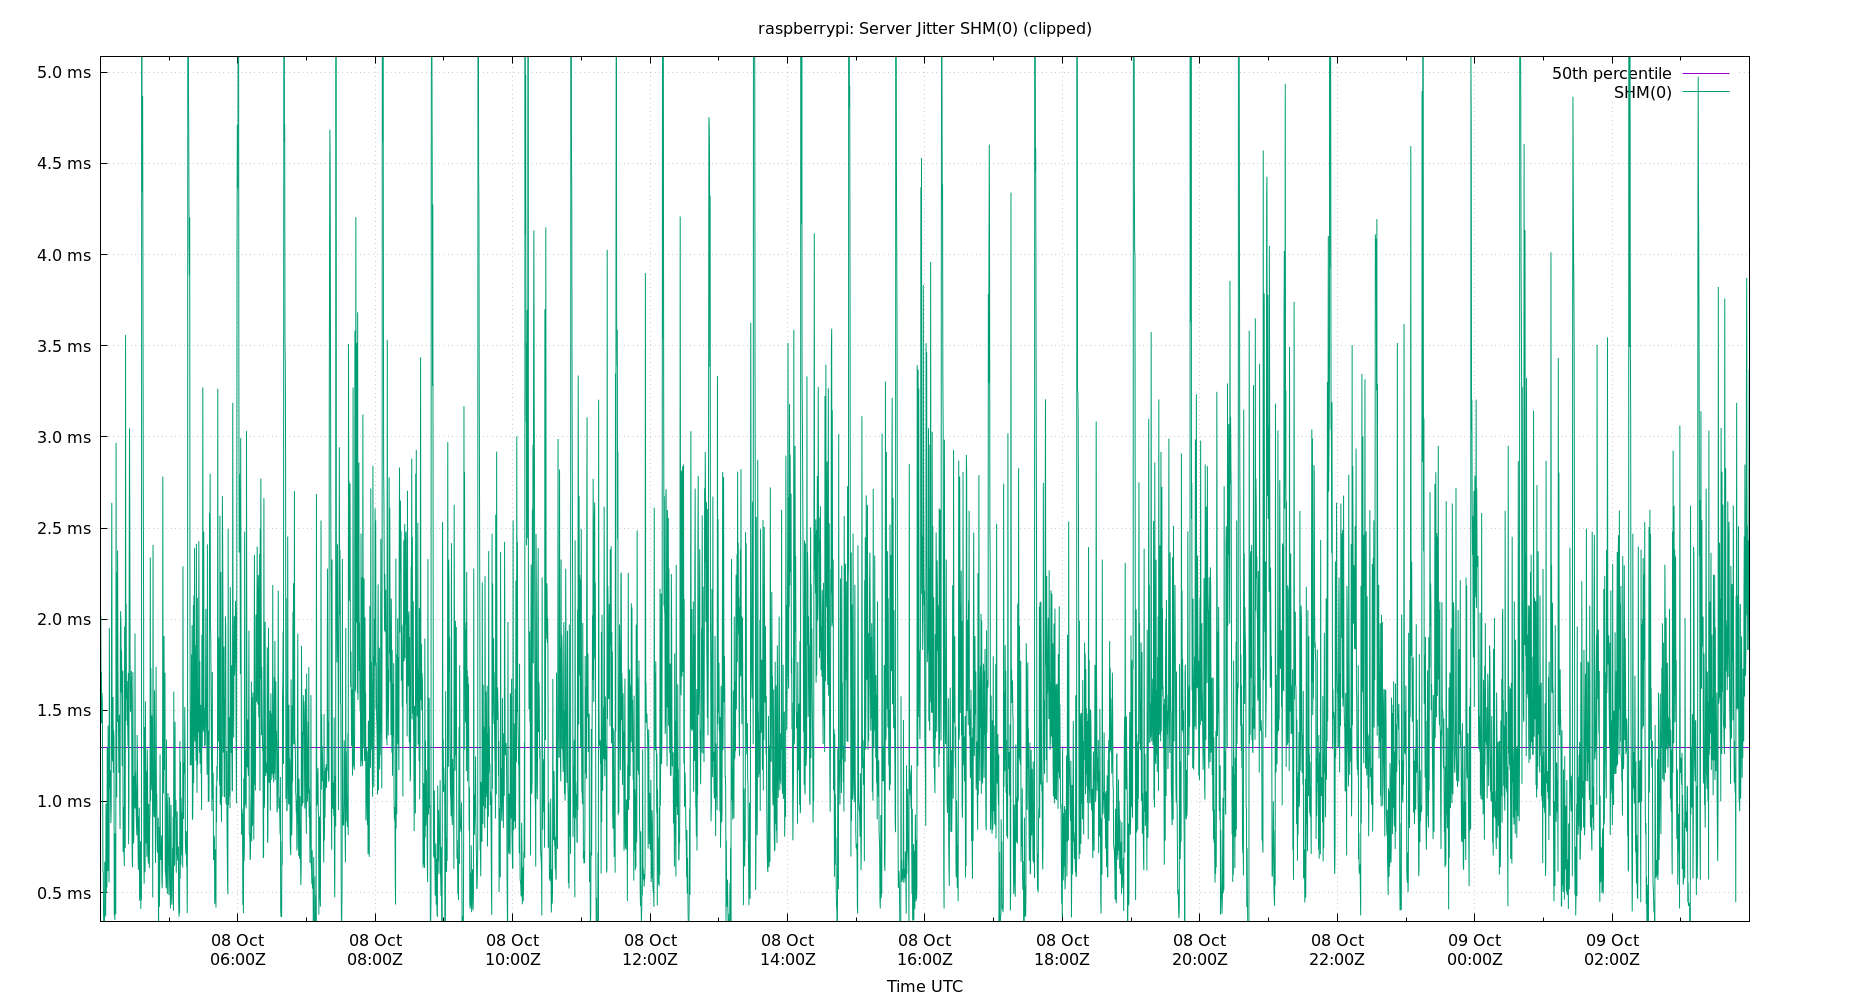 raspberrypi: Server Jitter SHM(0) (clipped)
5.0 ms
4.5 ms
4.0 ms
3.5 ms
3.0 ms
2.5 ms
2.0 ms
1.5 ms
1.0 ms
0.5 ms
50th percentile
SHM(0)
08 Oct 08 Oct 08 Oct 08 Oct 08 Oct 08 Oct 08 Oct 08 Oct 08 Oct 09 Oct 09 Oct
06:00Z 08:00Z 10:00Z 12:00Z 14:00Z 16:00Z 18:00Z 20:00Z 22:00Z 00:00Z 02:00Z
Time UTC